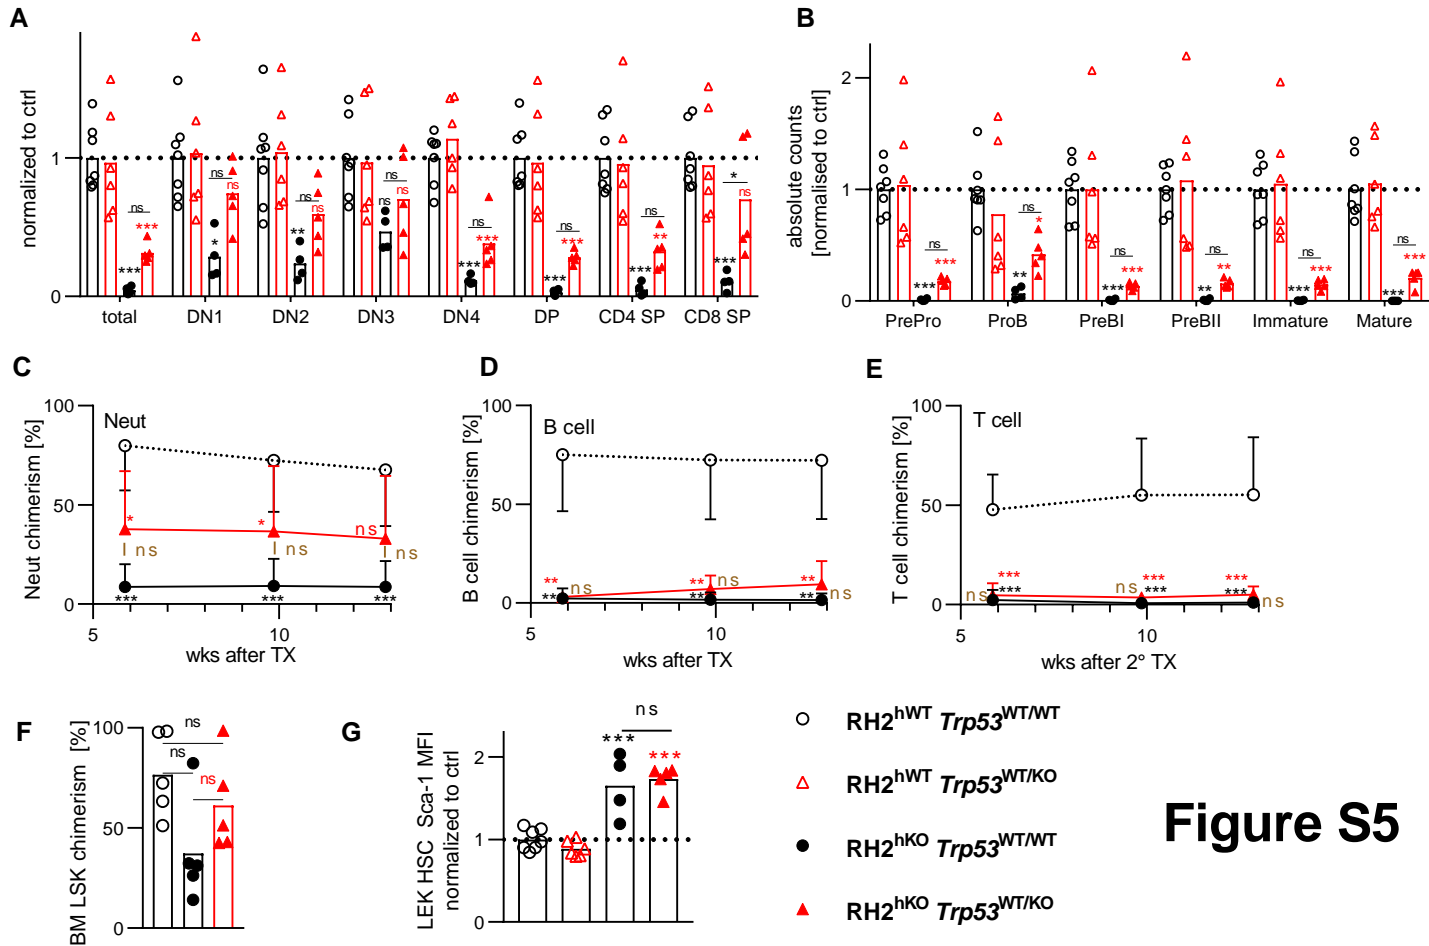 A
normalized to ctrl
1
0
ns
***
***
ns
*
ns
ns
**
ns
ns
ns
ns
***
***
ns
***
***
ns
***
**
*
***
ns
total DN1 DN2 DN3 DN4 DP CD4 SP CD8 SP
B
absolute counts
[normalised to ctrl]
2
1
0
ns
***
***
ns
**
*
ns
***
***
ns
**
**
ns
***
***
ns
***
***
PrePro ProB PreBI PreBII Immature Mature
C
Neut chimerism [%]
100
50
0
Neut
* * ns
ns ns ns
*** *** ***
5 10
wks after TX
D
B cell chimerism [%]
100
50
0
B cell
** ** **
ns ns ns
** ** **
5 10
wks after TX
E
T cell chimerism [%]
100
50
0
T cell
*** *** ***
*** *** ***
ns ns ns
5 10
wks after 2° TX
F
BM LSK chimerism [%]
100
50
0
ns
ns
ns
G
LEK HSC Sca-1 MFI
normalized to ctrl
2
1
0
ns
***
***
RH2hWT Trp53WT/WT
RH2hWT Trp53WT/KO
RH2hKO Trp53WT/WT
RH2hKO Trp53WT/KO
Figure S5